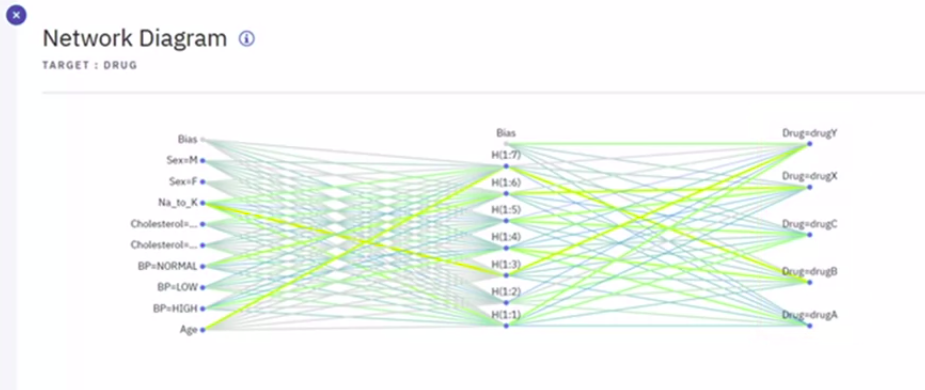 Network Diagram
TARGET : DRUG
Bias
Sex=M
Sex=F
Na_to_K
Cholesterol=...
Cholesterol=...
BP=NORMAL
BP=LOW
BP=HIGH
Age
Bias
H(1:7)
H(1:6)
H(1:5)
H(1:4)
H(1:3)
H(1:2)
H(1:1)
Drug=drugY
Drug=drugX
Drug=drugC
Drug=drugB
Drug=drugA